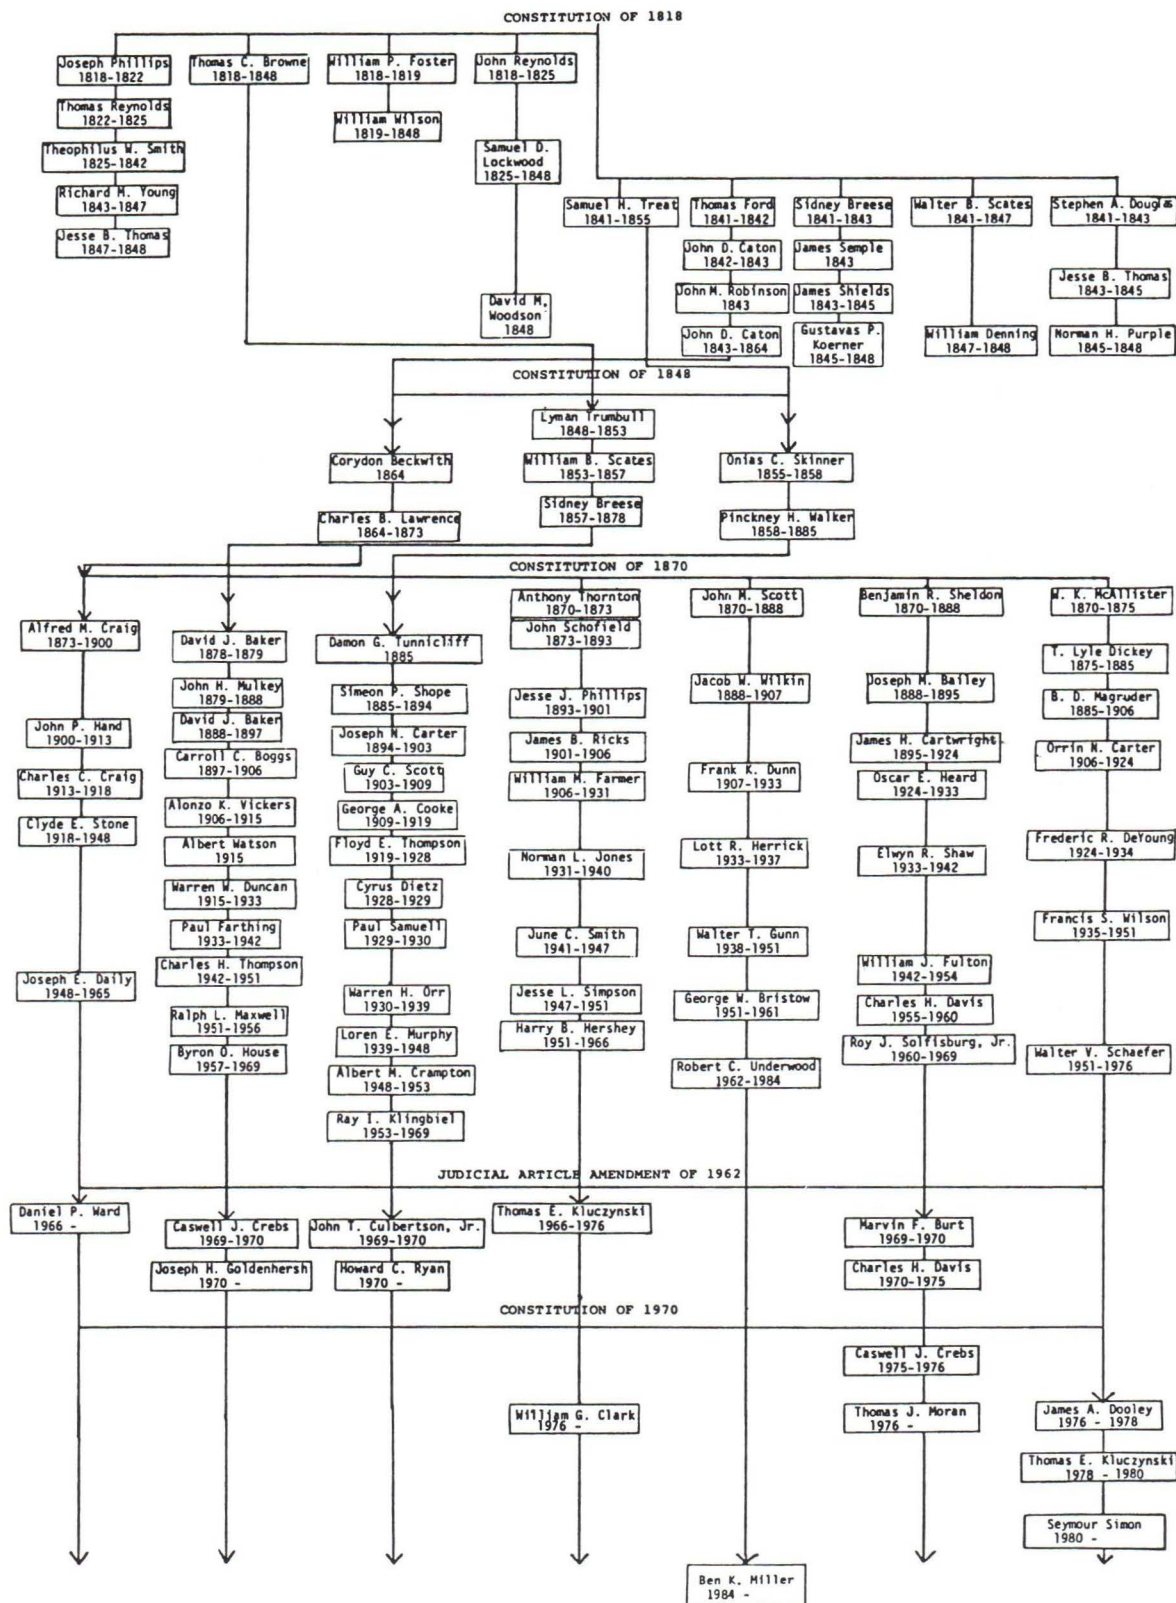 CONSTITUTION OF 1818
Joseph Phillips
1818-1822
Thomas C. Browne
1818-1848
William P. Foster
1818-1819
John Reynolds
1818-1825
Thomas Reynolds
1822-1825
William Wilson
1819-1848
Theophilus W. Smith
1825-1842
Samuel D.
Lockwood
1825-1848
Richard M. Young
1843-1847
Jesse B. Thomas
1847-1848
David M.
Woodson
1848
Samuel H. Treat
1841-1855
Thomas Ford
1841-1842
Sidney Breese
1841-1843
Walter B. Scates
1841-1847
Stephen A. Douglas
1841-1843
John D. Caton
1842-1843
James Semple
1843
Jesse B. Thomas
1843-1845
John M. Robinson
1843
James Shields
1843-1845
John D. Caton
1843-1864
Gustavas P.
Koerner
1845-1848
William Denning
1847-1848
Norman H. Purple
1845-1848
CONSTITUTION OF 1848
Lyman Trumbull
1848-1853
Corydon Beckwith
1864
William B. Scates
1853-1857
Onias C. Skinner
1855-1858
Charles B. Lawrence
1864-1873
Sidney Breese
1857-1878
Pinckney H. Walker
1858-1885
CONSTITUTION OF 1870
Alfred M. Craig
1873-1900
John P. Hand
1900-1913
Charles C. Craig
1913-1918
Clyde E. Stone
1918-1948
Joseph E. Daily
1948-1965
David J. Baker
1878-1879
John H. Mulkey
1879-1888
David J. Baker
1888-1897
Carroll C. Boggs
1897-1906
Alonzo K. Vickers
1906-1915
Albert Watson
1915
Warren W. Duncan
1915-1933
Paul Farthing
1933-1942
Charles H. Thompson
1942-1951
Ralph L. Maxwell
1951-1956
Byron O. House
1957-1969
Damon G. Tunnicliff
1885
Simeon P. Shope
1885-1894
Joseph N. Carter
1894-1903
Guy C. Scott
1903-1909
George A. Cooke
1909-1919
Floyd E. Thompson
1919-1928
Cyrus Dietz
1928-1929
Paul Samuell
1929-1930
Warren H. Orr
1930-1939
Loren E. Murphy
1939-1948
Albert M. Crampton
1948-1953
Ray I. Klingbiel
1953-1969
Anthony Thornton
1870-1873
John Schofield
1873-1893
Jesse J. Phillips
1893-1901
James B. Ricks
1901-1906
William M. Farmer
1906-1931
Norman L. Jones
1931-1940
June C. Smith
1941-1947
Jesse L. Simpson
1947-1951
Harry B. Hershey
1951-1966
John M. Scott
1870-1888
Jacob W. Wilkin
1888-1907
Frank K. Dunn
1907-1933
Lott R. Herrick
1933-1937
Walter T. Gunn
1938-1951
George W. Bristow
1951-1961
Robert C. Underwood
1962-1984
Benjamin R. Sheldon
1870-1888
Joseph M. Bailey
1888-1895
James H. Cartwright
1895-1924
Oscar E. Heard
1924-1933
Elwyn R. Shaw
1933-1942
William J. Fulton
1942-1954
Charles H. Davis
1955-1960
Roy J. Solfisburg, Jr.
1960-1969
W. K. McAllister
1870-1875
T. Lyle Dickey
1875-1885
B. D. Magruder
1885-1906
Orrin N. Carter
1906-1924
Frederic R. DeYoung
1924-1934
Francis S. Wilson
1935-1951
Walter V. Schaefer
1951-1976
JUDICIAL ARTICLE AMENDMENT OF 1962
Daniel P. Ward
1966 -
Caswell J. Crebs
1969-1970
John T. Culbertson, Jr.
1969-1970
Thomas E. Kluczynski
1966-1976
Marvin F. Burt
1969-1970
Joseph H. Goldenhersh
1970 -
Howard C. Ryan
1970 -
Charles H. Davis
1970-1975
CONSTITUTION OF 1970
Caswell J. Crebs
1975-1976
William G. Clark
1976 -
Thomas J. Moran
1976 -
James A. Dooley
1976 - 1978
Thomas E. Kluczynski
1978 - 1980
Seymour Simon
1980 -
Ben K. Miller
1984 -